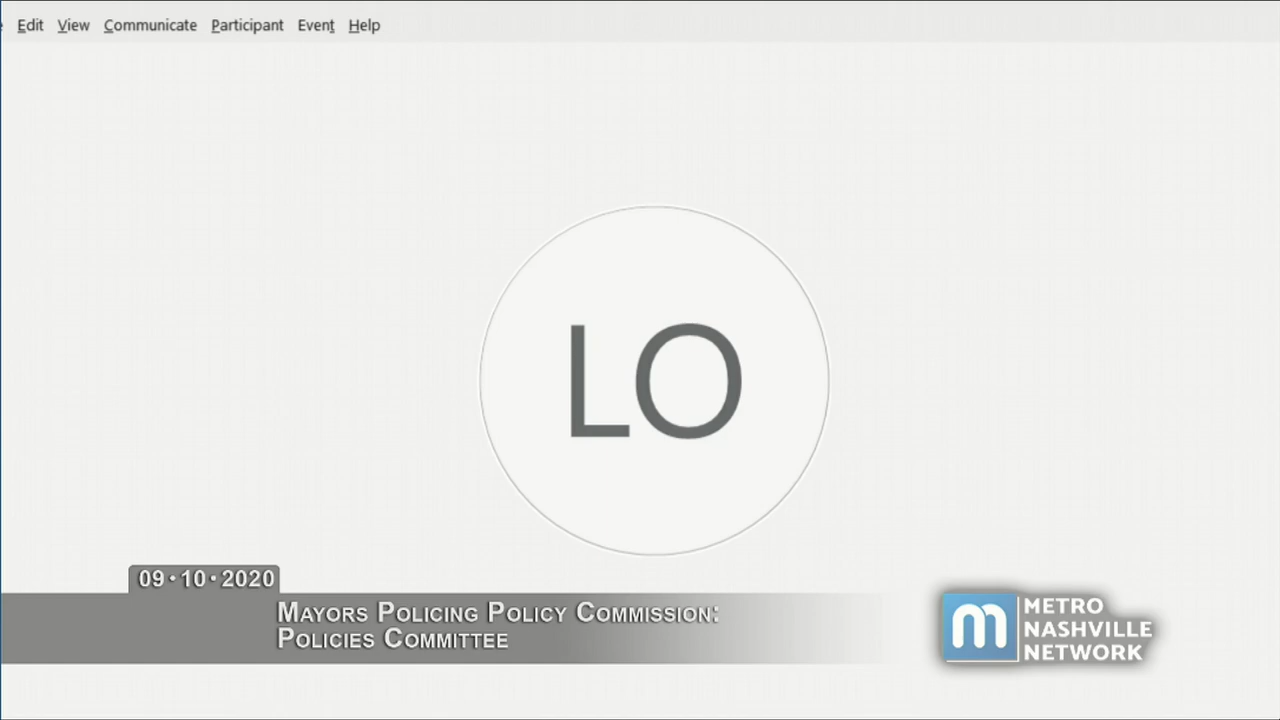 Edit View Communicate Participant Event Help
LO
09·10·2020
Mayors Policing Policy Commission:
Policies Committee
m METRO
NASHVILLE
NETWORK